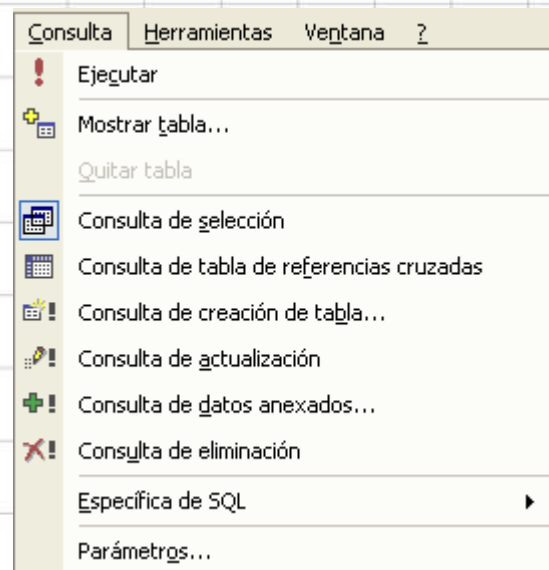 Consulta Herramientas Ventana ?
Ejecutar
Mostrar tabla...
Quitar tabla
Consulta de selección
Consulta de tabla de referencias cruzadas
Consulta de creación de tabla...
Consulta de actualización
Consulta de datos anexados...
Consulta de eliminación
Específica de SQL
Parámetros...